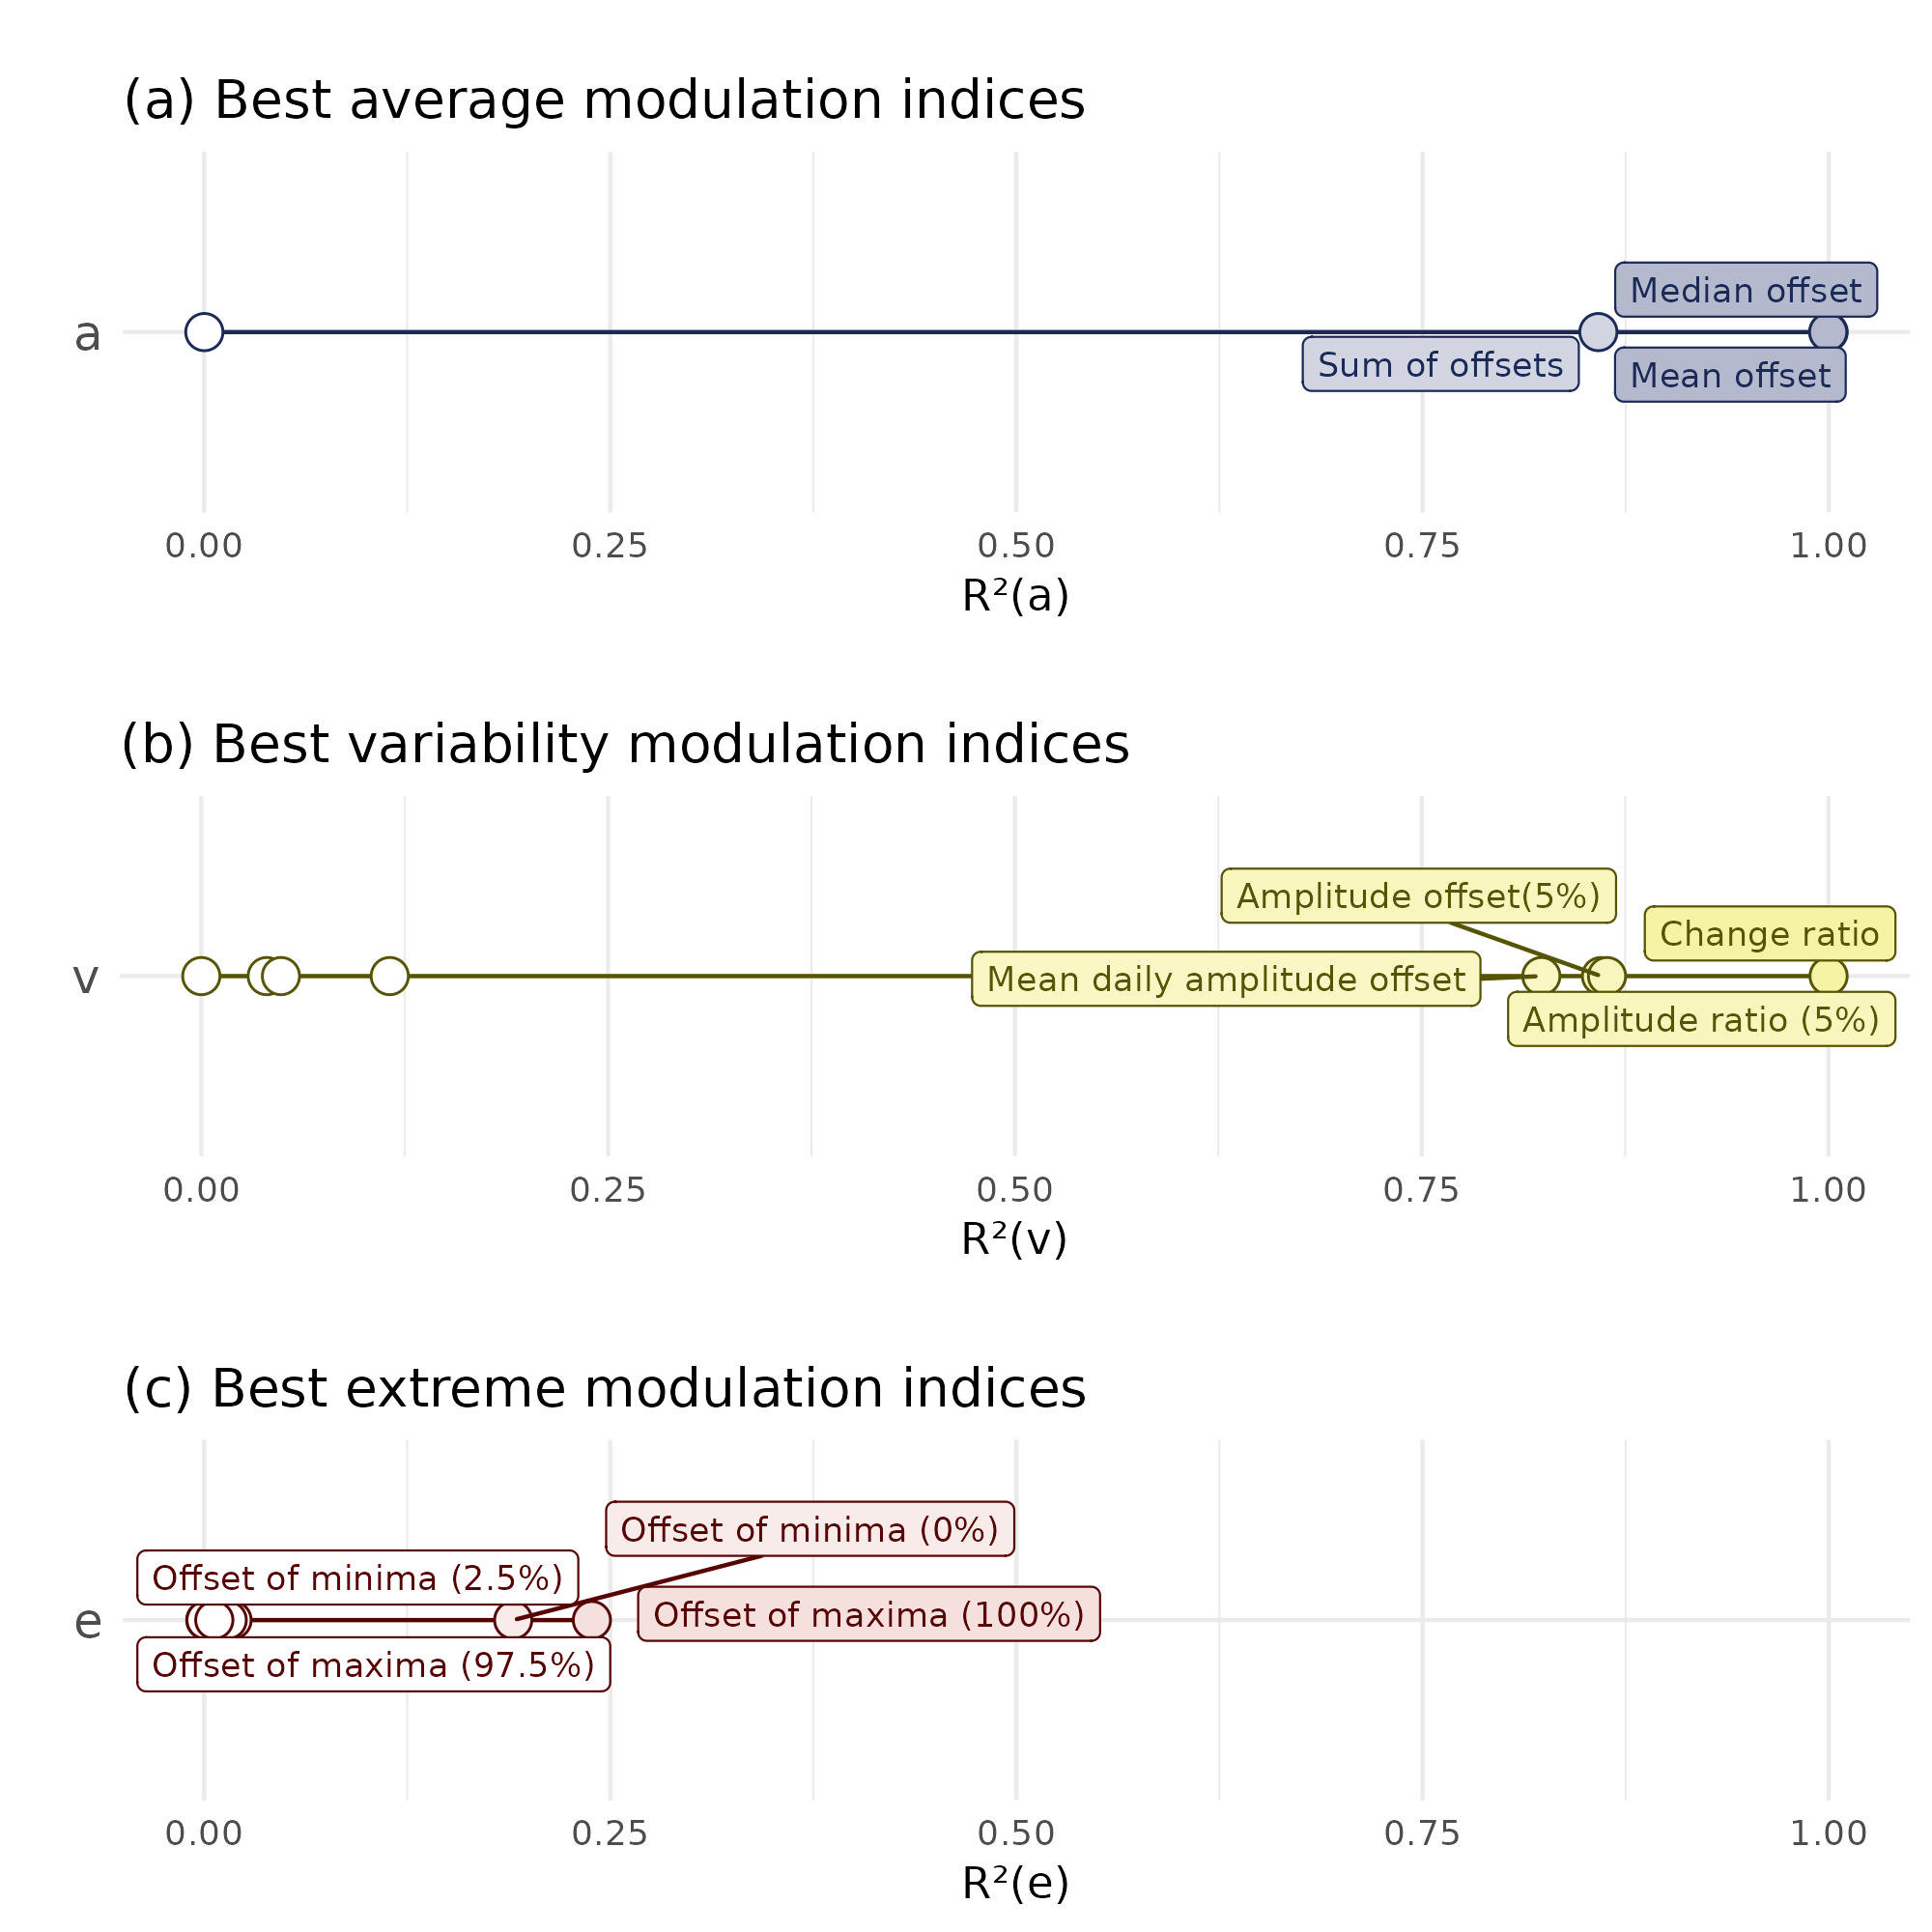 (a) Best average modulation indices
Median offset
a
Sum of offsets
Mean offset
0.00 0.25 0.50 0.75 1.00
R²(a)
(b) Best variability modulation indices
Amplitude offset(5%)
Change ratio
v
Mean daily amplitude offset
Amplitude ratio (5%)
0.00 0.25 0.50 0.75 1.00
R²(v)
(c) Best extreme modulation indices
Offset of minima (0%)
Offset of minima (2.5%)
e
Offset of maxima (100%)
Offset of maxima (97.5%)
0.00 0.25 0.50 0.75 1.00
R²(e)